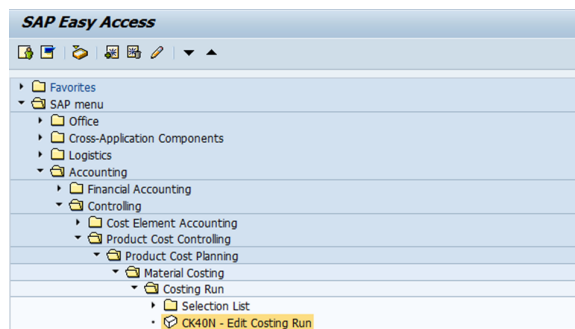 SAP Easy Access
Favorites
SAP menu
Office
Cross-Application Components
Logistics
Accounting
Financial Accounting
Controlling
Cost Element Accounting
Product Cost Controlling
Product Cost Planning
Material Costing
Costing Run
Selection List
CK40N - Edit Costing Run